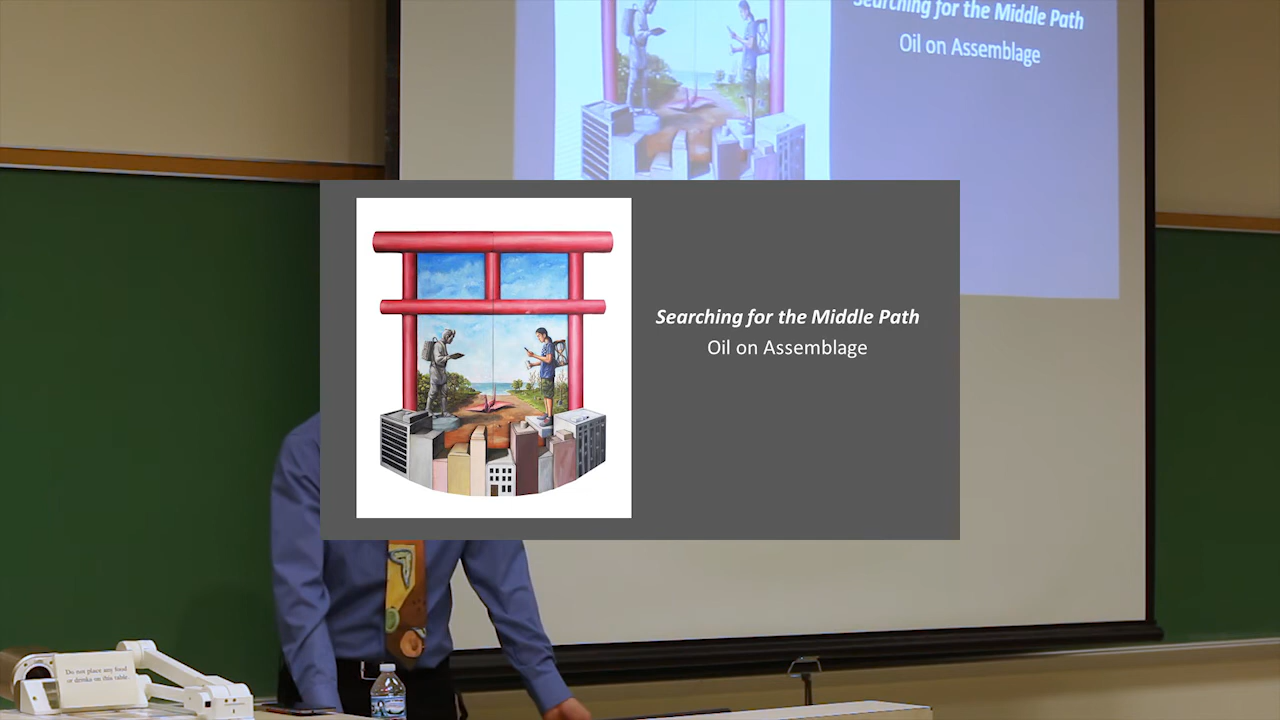 Searching for the Middle Path
Oil on Assemblage
Searching for the Middle Path
Oil on Assemblage
Do not place any food
or drinks on this table.